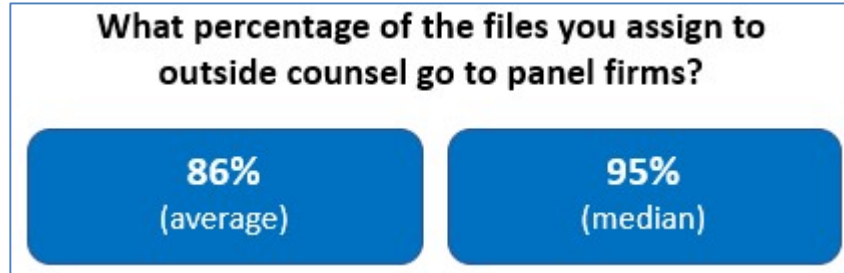 What percentage of the files you assign to
outside counsel go to panel firms?
86%
(average)
95%
(median)